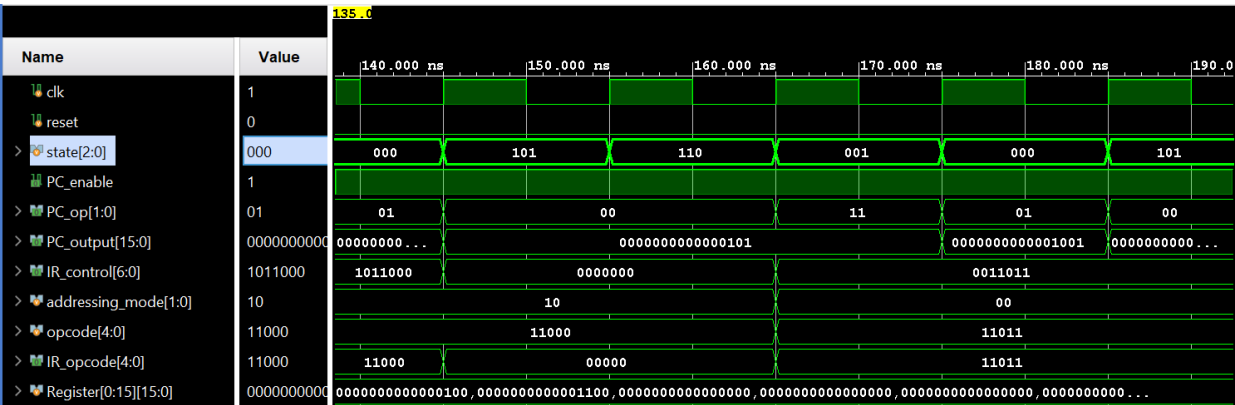 135.0
Name Value
140.000 ns 150.000 ns 160.000 ns 170.000 ns 180.000 ns 190.0
clk 1
reset 0
state[2:0] 000 000 101 110 001 000 101
PC_enable 1
PC_op[1:0] 01 01 00 11 01 00
PC_output[15:0] 0000000000 00000000... 0000000000000101 0000000000001001 0000000000...
IR_control[6:0] 1011000 1011000 0000000 0011011
addressing_mode[1:0] 10 10 00
opcode[4:0] 11000 11000 11011
IR_opcode[4:0] 11000 11000 00000 11011
Register[0:15][15:0] 0000000000 0000000000000100,0000000000001100,0000000000000000,0000000000000000,0000000000000000,0000000000...